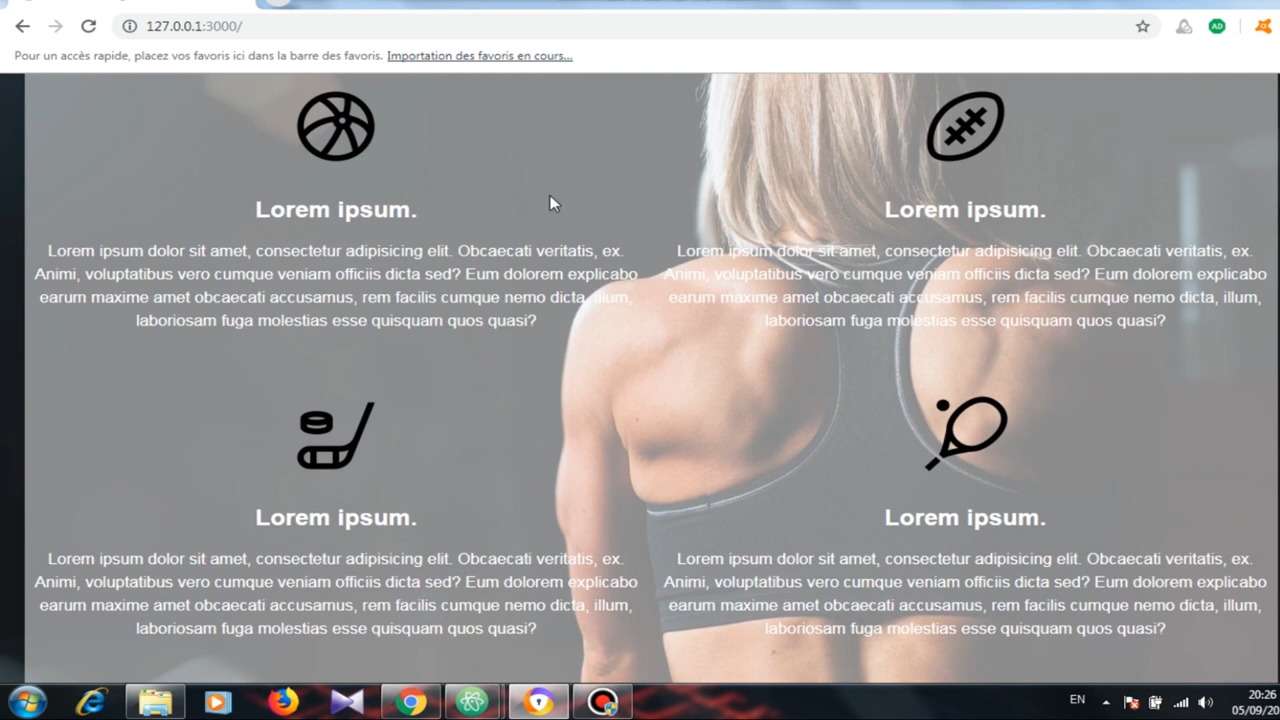 127.0.0.1:3000/
AD
Pour un accès rapide, placez vos favoris ici dans la barre des favoris. Importation des favoris en cours...
Lorem ipsum.
Lorem ipsum dolor sit amet, consectetur adipisicing elit. Obcaecati veritatis, ex.
Animi, voluptatibus vero cumque veniam officiis dicta sed? Eum dolorem explicabo
earum maxime amet obcaecati accusamus, rem facilis cumque nemo dicta, illum,
laboriosam fuga molestias esse quisquam quos quasi?
Lorem ipsum.
Lorem ipsum dolor sit amet, consectetur adipisicing elit. Obcaecati veritatis, ex.
Animi, voluptatibus vero cumque veniam officiis dicta sed? Eum dolorem explicabo
earum maxime amet obcaecati accusamus, rem facilis cumque nemo dicta, illum,
laboriosam fuga molestias esse quisquam quos quasi?
Lorem ipsum.
Lorem ipsum dolor sit amet, consectetur adipisicing elit. Obcaecati veritatis, ex.
Animi, voluptatibus vero cumque veniam officiis dicta sed? Eum dolorem explicabo
earum maxime amet obcaecati accusamus, rem facilis cumque nemo dicta, illum,
laboriosam fuga molestias esse quisquam quos quasi?
Lorem ipsum.
Lorem ipsum dolor sit amet, consectetur adipisicing elit. Obcaecati veritatis, ex.
Animi, voluptatibus vero cumque veniam officiis dicta sed? Eum dolorem explicabo
earum maxime amet obcaecati accusamus, rem facilis cumque nemo dicta, illum,
laboriosam fuga molestias esse quisquam quos quasi?
EN
20:26
05/09/20